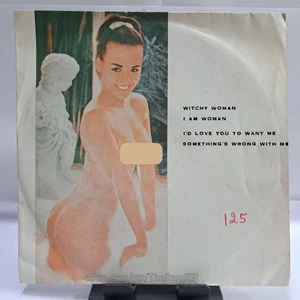 WITCHY WOMAN
I AM WOMAN
I'D LOVE YOU TO WANT ME
SOMETHING'S WRONG WITH ME
125